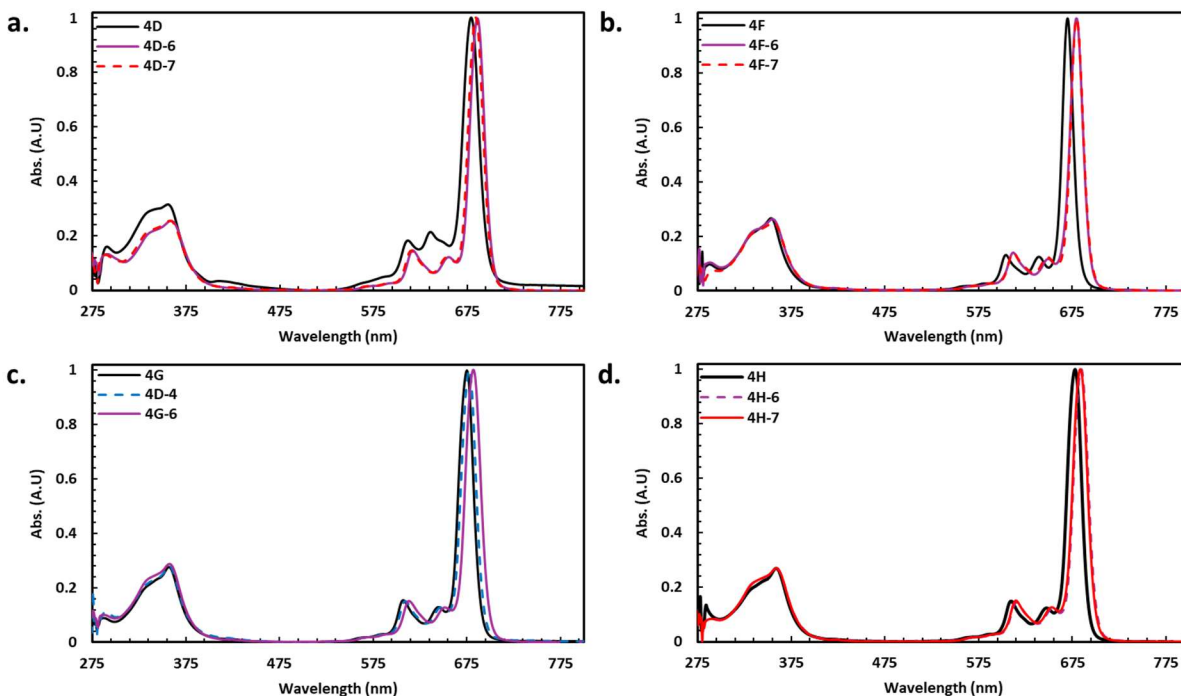 a.
4D
4D-6
4D-7
1
0.8
0.6
0.4
0.2
0
Abs. (A.U)
275 375 475 575 675 775
Wavelength (nm)
b.
4F
4F-6
4F-7
1
0.8
0.6
0.4
0.2
0
Abs. (A.U)
275 375 475 575 675 775
Wavelength (nm)
c.
4G
4D-4
4G-6
1
0.8
0.6
0.4
0.2
0
Abs. (A.U)
275 375 475 575 675 775
Wavelength (nm)
d.
4H
4H-6
4H-7
1
0.8
0.6
0.4
0.2
0
Abs. (A.U)
275 375 475 575 675 775
Wavelength (nm)